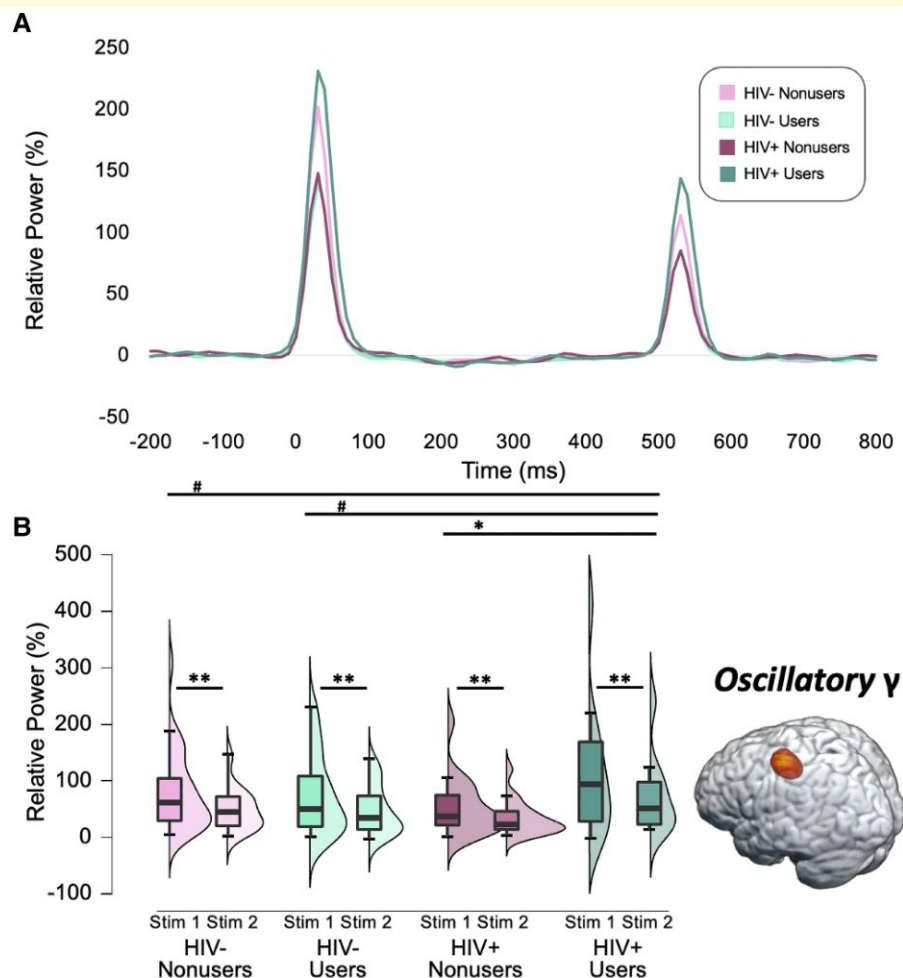 A
250
200
150
100
50
0
-50
Relative Power (%)
HIV- Nonusers
HIV- Users
HIV+ Nonusers
HIV+ Users
-200 -100 0 100 200 300 400 500 600 700 800
Time (ms)
#
#
*
B
500
400
300
200
100
0
-100
Relative Power (%)
** ** ** **
Oscillatory γ
Stim 1 Stim 2 Stim 1 Stim 2 Stim 1 Stim 2 Stim 1 Stim 2
HIV- HIV- HIV+ HIV+
Nonusers Users Nonusers Users